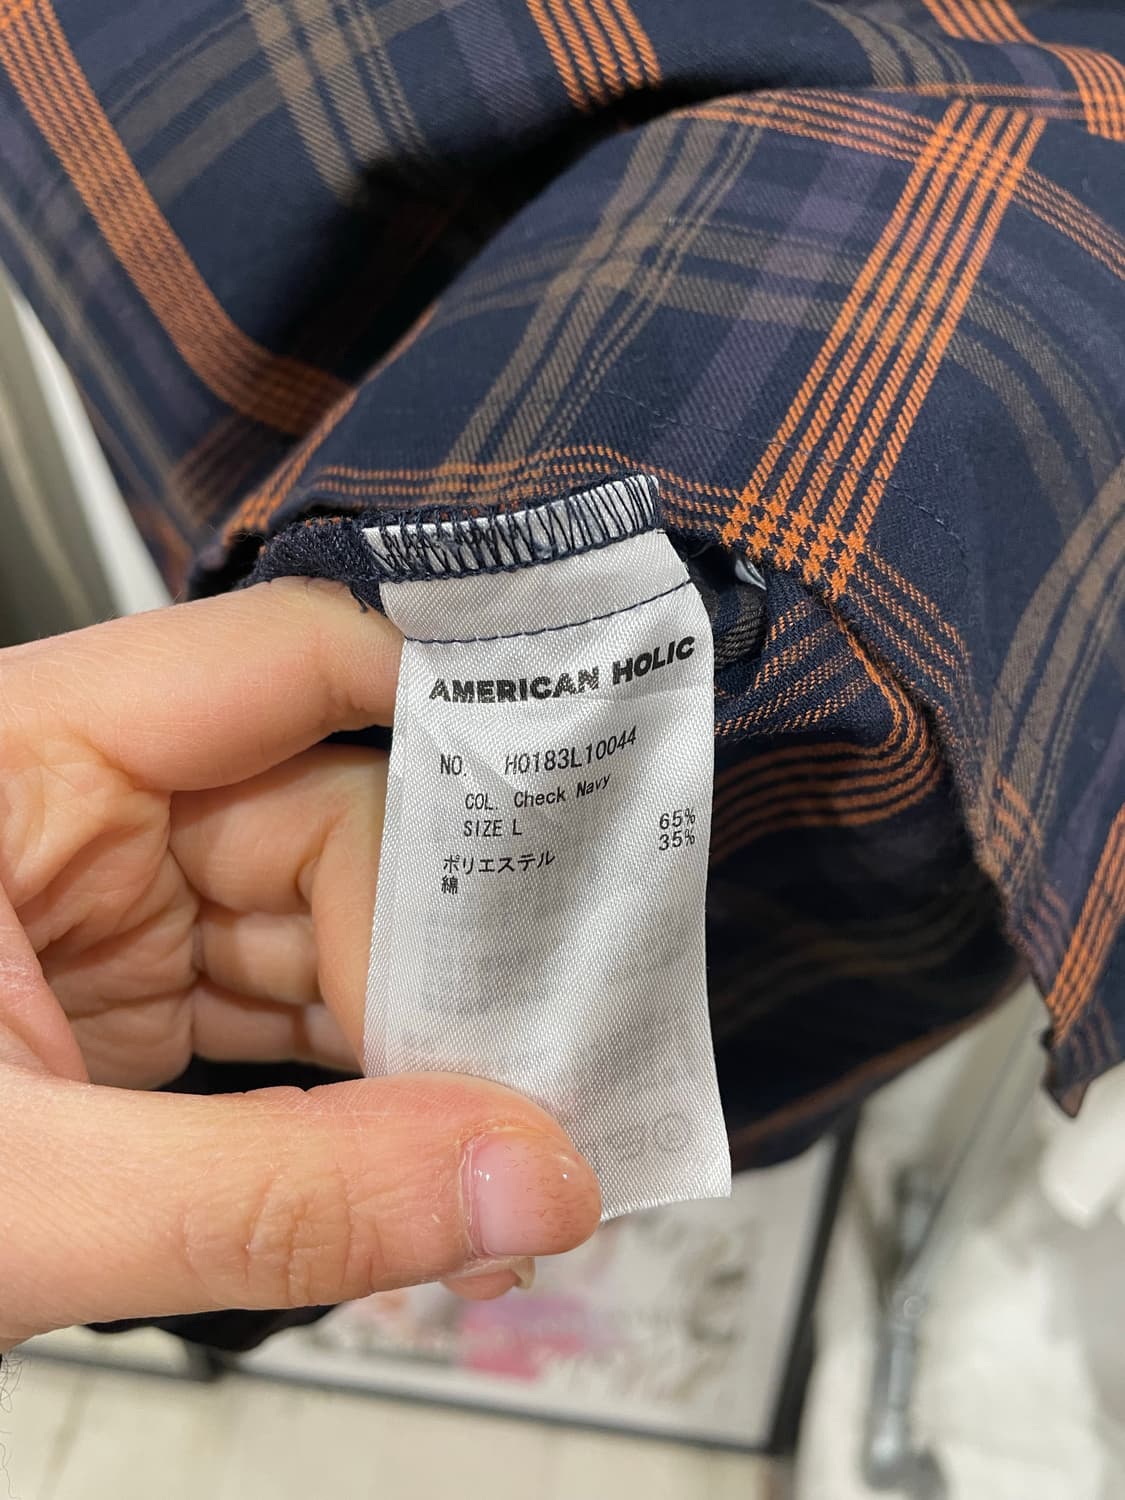 AMERICAN HOLIC
NO. H0183L10044
COL. Check Navy
SIZE L
ポリエステル 65%
綿 35%